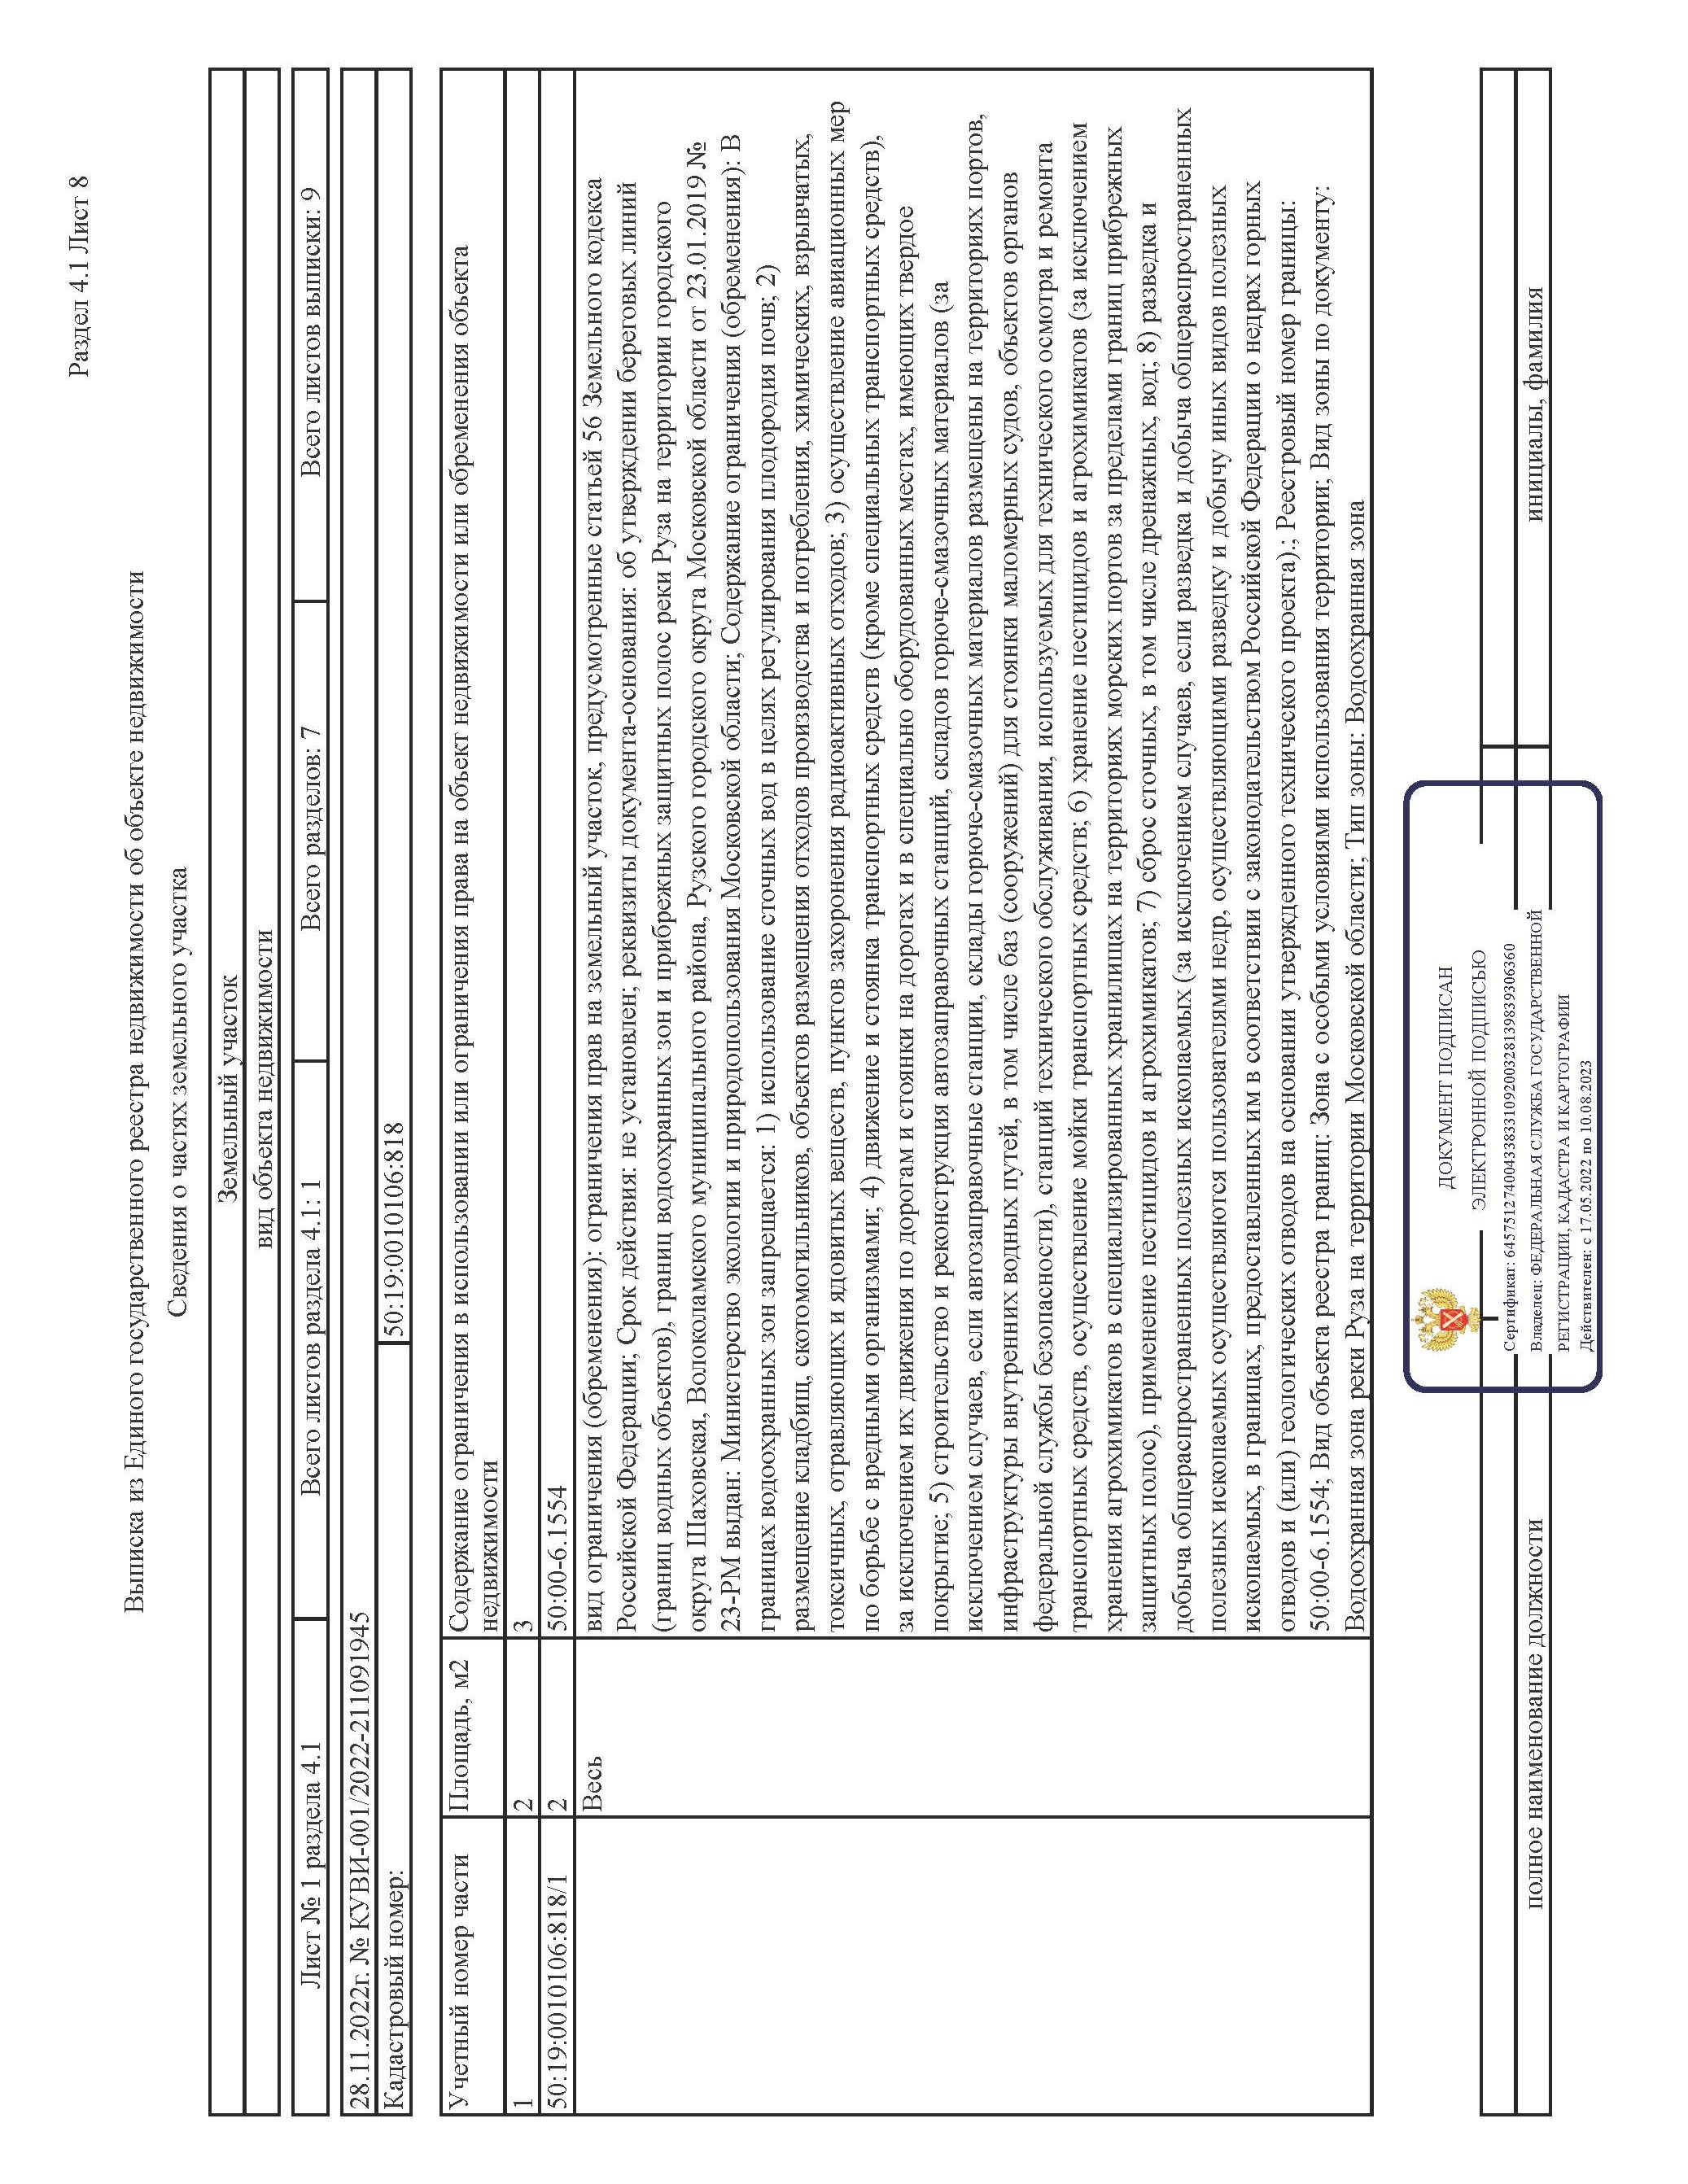 Раздел 4.1 Лист 8
Выписка из Единого государственного реестра недвижимости об объекте недвижимости
Сведения о частях земельного участка
Земельный участок
вид объекта недвижимости
Лист № 1 раздела 4.1 Всего листов раздела 4.1: 1 Всего разделов: 7 Всего листов выписки: 9
28.11.2022г. № КУВИ-001/2022-211091945
Кадастровый номер: 50:19:0010106:818
Учетный номер части Площадь, м2 Содержание ограничения в использовании или ограничения права на объект недвижимости или обременения объекта
недвижимости
1 2 3
50:19:0010106:818/1 2 50:00-6.1554
Весь вид ограничения (обременения): ограничения прав на земельный участок, предусмотренные статьей 56 Земельного кодекса
Российской Федерации; Срок действия: не установлен; реквизиты документа-основания: об утверждении береговых линий
(границ водных объектов), границ водоохранных зон и прибрежных защитных полос реки Руза на территории городского
округа Шаховская, Волоколамского муниципального района, Рузского городского округа Московской области от 23.01.2019 №
23-РМ выдан: Министерство экологии и природопользования Московской области; Содержание ограничения (обременения): В
границах водоохранных зон запрещается: 1) использование сточных вод в целях регулирования плодородия почв; 2)
размещение кладбищ, скотомогильников, объектов размещения отходов производства и потребления, химических, взрывчатых,
токсичных, отравляющих и ядовитых веществ, пунктов захоронения радиоактивных отходов; 3) осуществление авиационных мер
по борьбе с вредными организмами; 4) движение и стоянка транспортных средств (кроме специальных транспортных средств),
за исключением их движения по дорогам и стоянки на дорогах и в специально оборудованных местах, имеющих твердое
покрытие; 5) строительство и реконструкция автозаправочных станций, складов горюче-смазочных материалов (за
исключением случаев, если автозаправочные станции, склады горюче-смазочных материалов размещены на территориях портов,
инфраструктуры внутренних водных путей, в том числе баз (сооружений) для стоянки маломерных судов, объектов органов
федеральной службы безопасности), станций технического обслуживания, используемых для технического осмотра и ремонта
транспортных средств, осуществление мойки транспортных средств; 6) хранение пестицидов и агрохимикатов (за исключением
хранения агрохимикатов в специализированных хранилищах на территориях морских портов за пределами границ прибрежных
защитных полос), применение пестицидов и агрохимикатов; 7) сброс сточных, в том числе дренажных, вод; 8) разведка и
добыча общераспространенных полезных ископаемых (за исключением случаев, если разведка и добыча общераспространенных
полезных ископаемых осуществляются пользователями недр, осуществляющими разведку и добычу иных видов полезных
ископаемых, в границах, предоставленных им в соответствии с законодательством Российской Федерации о недрах горных
отводов и (или) геологических отводов на основании утвержденного технического проекта).; Реестровый номер границы:
50:00-6.1554; Вид объекта реестра границ: Зона с особыми условиями использования территории; Вид зоны по документу:
Водоохранная зона реки Руза на территории Московской области; Тип зоны: Водоохранная зона
ДОКУМЕНТ ПОДПИСАН
ЭЛЕКТРОННОЙ ПОДПИСЬЮ
Сертификат: 64575127400433833109200328139839306360
Владелец: ФЕДЕРАЛЬНАЯ СЛУЖБА ГОСУДАРСТВЕННОЙ
РЕГИСТРАЦИИ, КАДАСТРА И КАРТОГРАФИИ
Действителен: с 17.05.2022 по 10.08.2023
полное наименование должности инициалы, фамилия